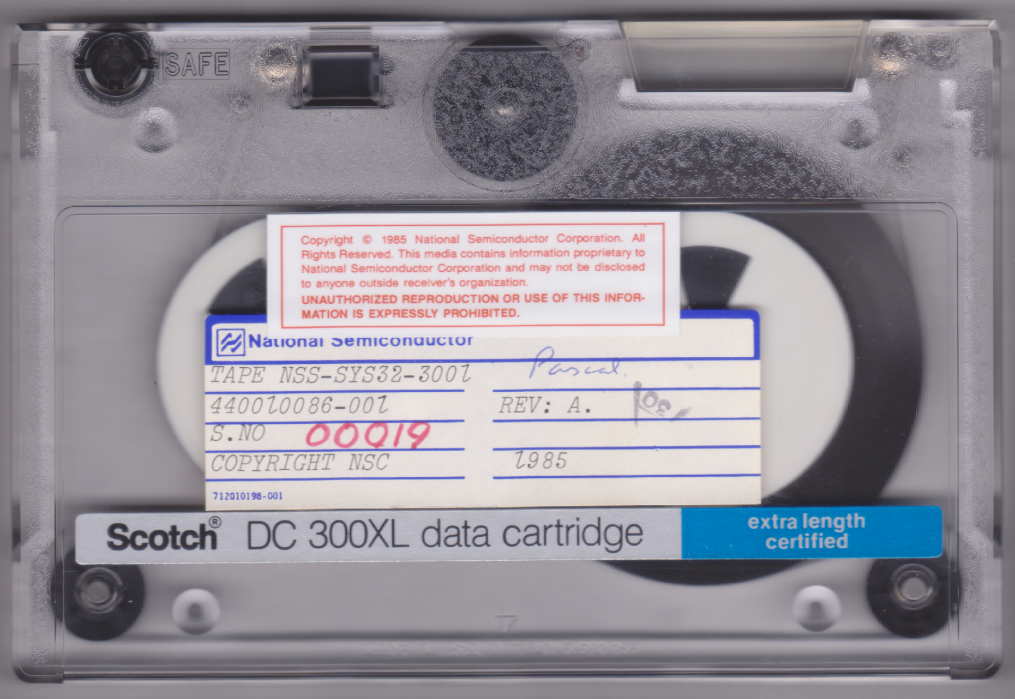 SAFE
Copyright © 1985 National Semiconductor Corporation. All
Rights Reserved. This media contains information proprietary to
National Semiconductor Corporation and may not be disclosed
to anyone outside receiver's organization.
UNAUTHORIZED REPRODUCTION OR USE OF THIS INFOR-
MATION IS EXPRESSLY PROHIBITED.
National Semiconductor
TAPE NSS-SYS32-300l Pascal.
440010086-00l REV: A. 30
S.NO 00019
COPYRIGHT NSC 1985
712010198-001
Scotch® DC 300XL data cartridge
extra length
certified